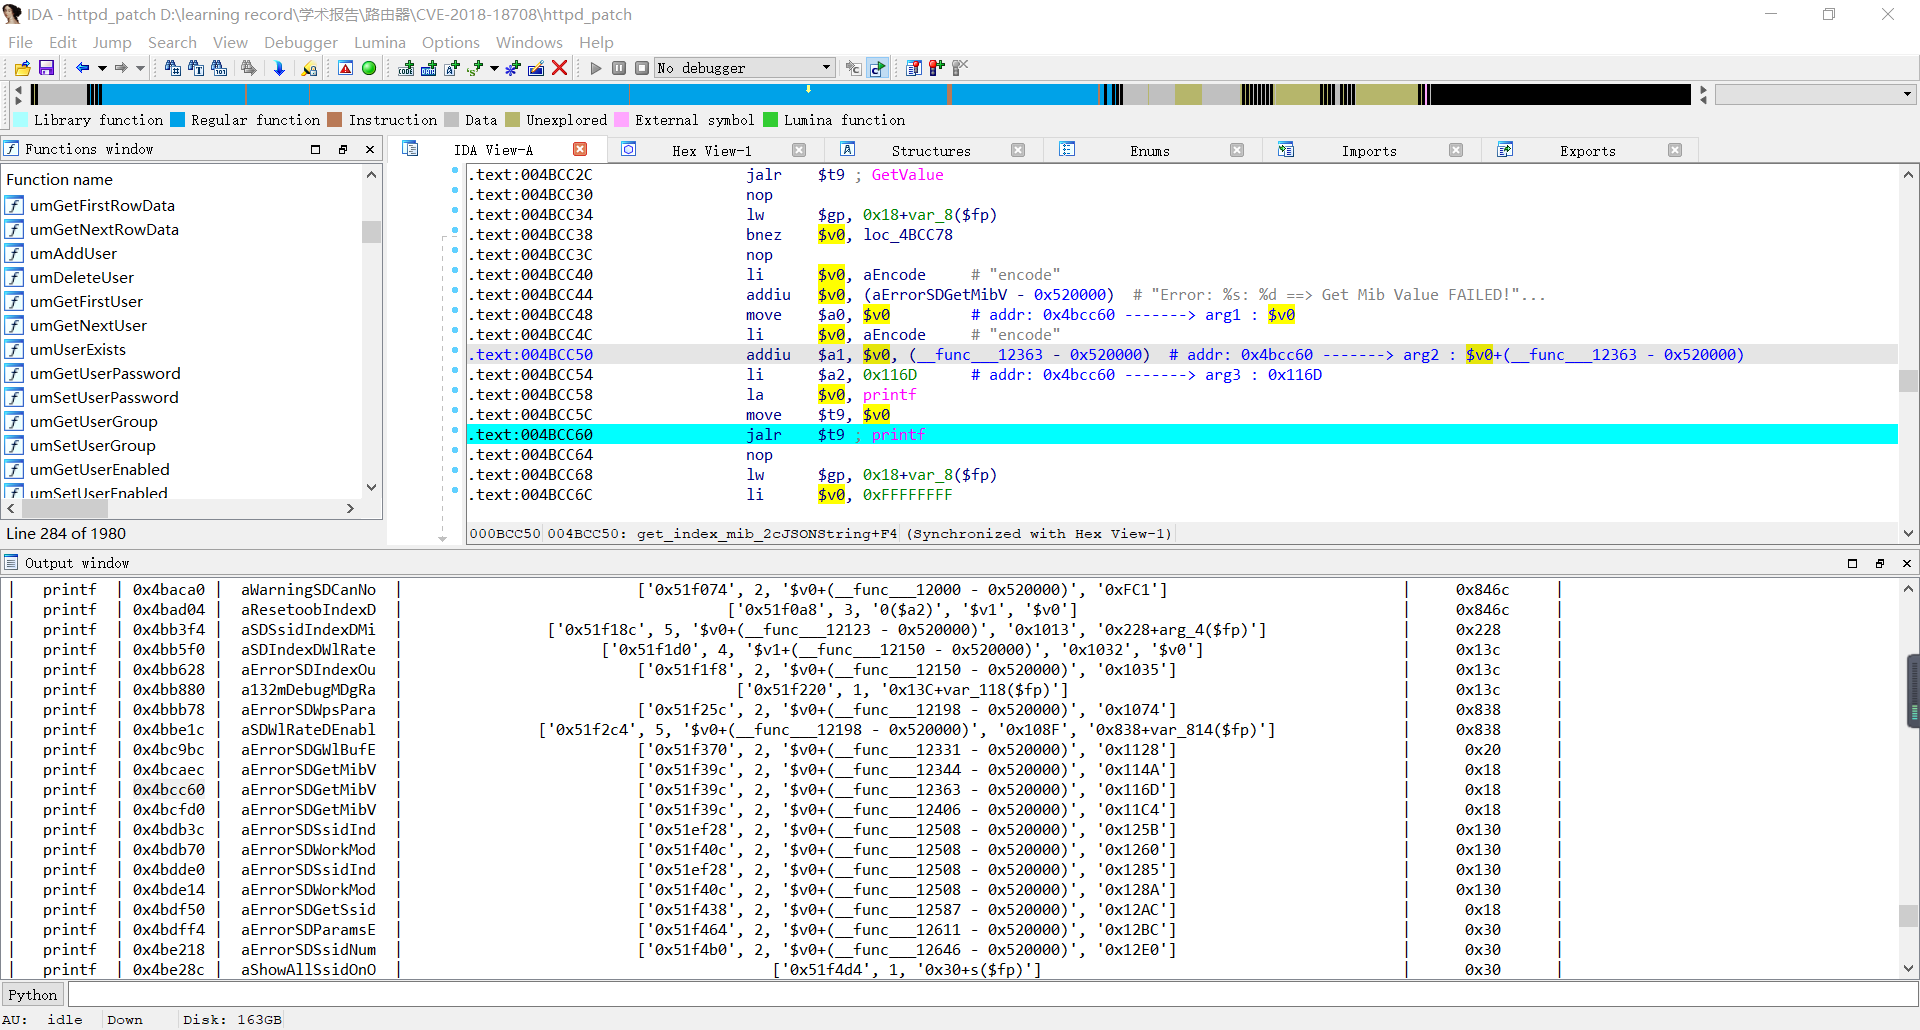 IDA - httpd_patch D:\learning record\学术报告\路由器\CVE-2018-18708\httpd_patch
File Edit Jump Search View Debugger Lumina Options Windows Help
No debugger
Library function Regular function Instruction Data Unexplored External symbol Lumina function
Functions window
IDA View-A Hex View-1 Structures Enums Imports Exports
Function name
umGetFirstRowData
umGetNextRowData
umAddUser
umDeleteUser
umGetFirstUser
umGetNextUser
umUserExists
umGetUserPassword
umSetUserPassword
umGetUserGroup
umSetUserGroup
umGetUserEnabled
umSetUserEnabled
Line 284 of 1980
.text:004BCC2C jalr $t9 ; GetValue
.text:004BCC30 nop
.text:004BCC34 lw $gp, 0x18+var_8($fp)
.text:004BCC38 bnez $v0, loc_4BCC78
.text:004BCC3C nop
.text:004BCC40 li $v0, aEncode # "encode"
.text:004BCC44 addiu $v0, (aErrorSDGetMibV - 0x520000) # "Error: %s: %d ==> Get Mib Value FAILED!"...
.text:004BCC48 move $a0, $v0 # addr: 0x4bcc60 -------> arg1 : $v0
.text:004BCC4C li $v0, aEncode # "encode"
.text:004BCC50 addiu $a1, $v0, (__func___12363 - 0x520000) # addr: 0x4bcc60 -------> arg2 : $v0+(__func___12363 - 0x520000)
.text:004BCC54 li $a2, 0x116D # addr: 0x4bcc60 -------> arg3 : 0x116D
.text:004BCC58 la $v0, printf
.text:004BCC5C move $t9, $v0
.text:004BCC60 jalr $t9 ; printf
.text:004BCC64 nop
.text:004BCC68 lw $gp, 0x18+var_8($fp)
.text:004BCC6C li $v0, 0xFFFFFFFF
000BCC50 004BCC50: get_index_mib_2cJSONString+F4 (Synchronized with Hex View-1)
Output window
| printf | 0x4baca0 | aWarningSDCanNo | ['0x51f074', 2, '$v0+(__func___12000 - 0x520000)', '0xFC1'] | 0x846c |
| printf | 0x4bad04 | aResetoobIndexD | ['0x51f0a8', 3, '0($a2)', '$v1', '$v0'] | 0x846c |
| printf | 0x4bb3f4 | aSDSsidIndexDMi | ['0x51f18c', 5, '$v0+(__func___12123 - 0x520000)', '0x1013', '0x228+arg_4($fp)'] | 0x228 |
| printf | 0x4bb5f0 | aSDIndexDWlRate | ['0x51f1d0', 4, '$v1+(__func___12150 - 0x520000)', '0x1032', '$v0'] | 0x13c |
| printf | 0x4bb628 | aErrorSDIndexOu | ['0x51f1f8', 2, '$v0+(__func___12150 - 0x520000)', '0x1035'] | 0x13c |
| printf | 0x4bb880 | a132mDebugMDgRa | ['0x51f220', 1, '0x13C+var_118($fp)'] | 0x13c |
| printf | 0x4bbb78 | aErrorSDWpsPara | ['0x51f25c', 2, '$v0+(__func___12198 - 0x520000)', '0x1074'] | 0x838 |
| printf | 0x4bbe1c | aSDWlRateDEnabl | ['0x51f2c4', 5, '$v0+(__func___12198 - 0x520000)', '0x108F', '0x838+var_814($fp)'] | 0x838 |
| printf | 0x4bc9bc | aErrorSDGWlBufE | ['0x51f370', 2, '$v0+(__func___12331 - 0x520000)', '0x1128'] | 0x20 |
| printf | 0x4bcaec | aErrorSDGetMibV | ['0x51f39c', 2, '$v0+(__func___12344 - 0x520000)', '0x114A'] | 0x18 |
| printf | 0x4bcc60 | aErrorSDGetMibV | ['0x51f39c', 2, '$v0+(__func___12363 - 0x520000)', '0x116D'] | 0x18 |
| printf | 0x4bcfd0 | aErrorSDGetMibV | ['0x51f39c', 2, '$v0+(__func___12406 - 0x520000)', '0x11C4'] | 0x18 |
| printf | 0x4bdb3c | aErrorSDSsidInd | ['0x51ef28', 2, '$v0+(__func___12508 - 0x520000)', '0x125B'] | 0x130 |
| printf | 0x4bdb70 | aErrorSDWorkMod | ['0x51f40c', 2, '$v0+(__func___12508 - 0x520000)', '0x1260'] | 0x130 |
| printf | 0x4bdde0 | aErrorSDSsidInd | ['0x51ef28', 2, '$v0+(__func___12508 - 0x520000)', '0x1285'] | 0x130 |
| printf | 0x4bde14 | aErrorSDWorkMod | ['0x51f40c', 2, '$v0+(__func___12508 - 0x520000)', '0x128A'] | 0x130 |
| printf | 0x4bdf50 | aErrorSDGetSsid | ['0x51f438', 2, '$v0+(__func___12587 - 0x520000)', '0x12AC'] | 0x18 |
| printf | 0x4bdff4 | aErrorSDParamsE | ['0x51f464', 2, '$v0+(__func___12611 - 0x520000)', '0x12BC'] | 0x30 |
| printf | 0x4be218 | aErrorSDSsidNum | ['0x51f4b0', 2, '$v0+(__func___12646 - 0x520000)', '0x12E0'] | 0x30 |
| printf | 0x4be28c | aShowAllSsidOnO | ['0x51f4d4', 1, '0x30+s($fp)'] | 0x30 |
Python
AU: idle Down Disk: 163GB